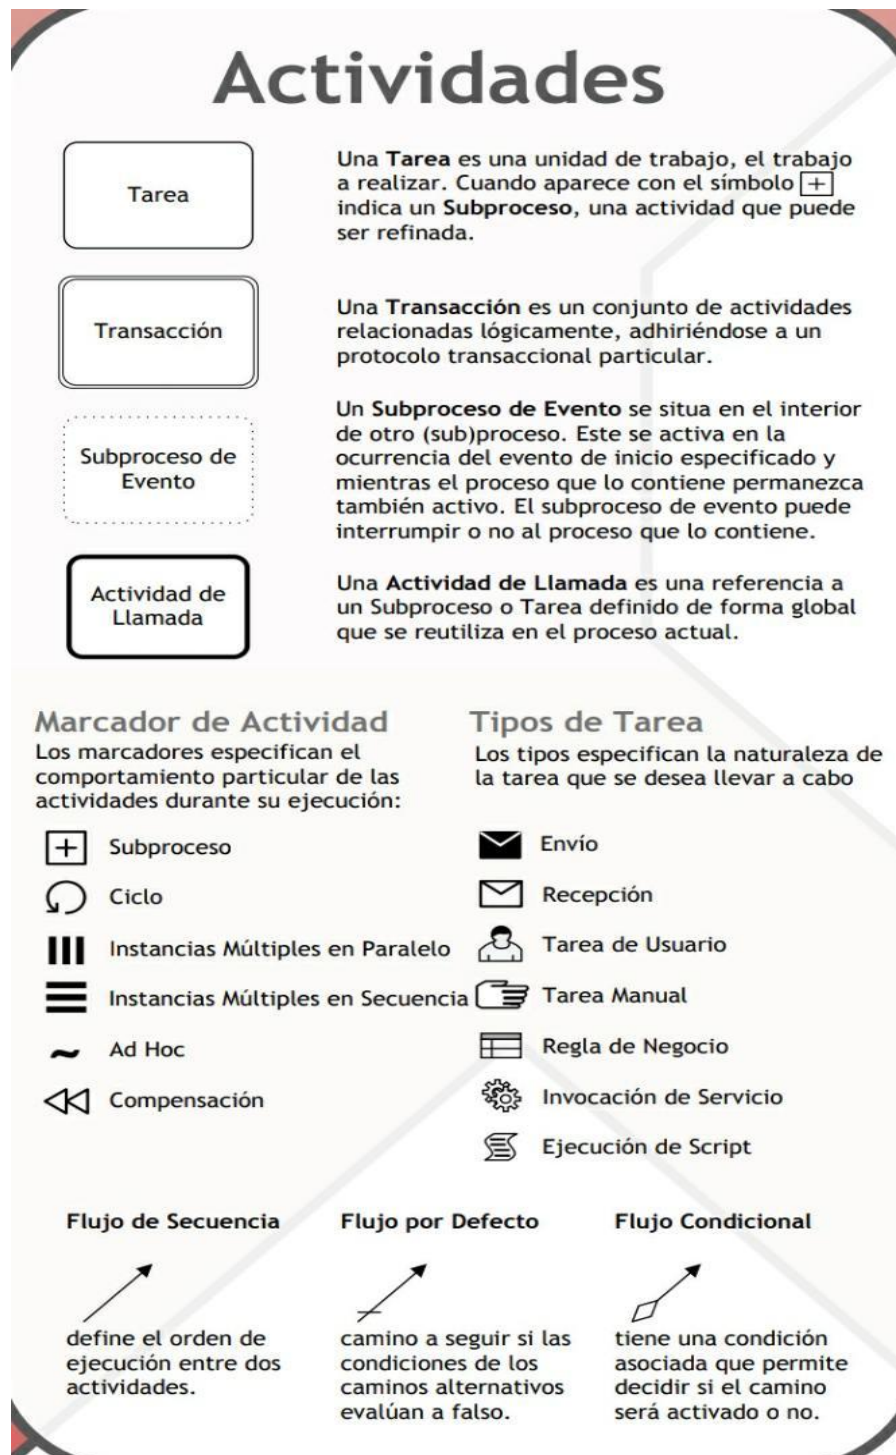 Actividades
Tarea
Una Tarea es una unidad de trabajo, el trabajo
a realizar. Cuando aparece con el símbolo +
indica un Subproceso, una actividad que puede
ser refinada.
Transacción
Una Transacción es un conjunto de actividades
relacionadas lógicamente, adhiriéndose a un
protocolo transaccional particular.
Subproceso de
Evento
Un Subproceso de Evento se situa en el interior
de otro (sub)proceso. Este se activa en la
ocurrencia del evento de inicio especificado y
mientras el proceso que lo contiene permanezca
también activo. El subproceso de evento puede
interrumpir o no al proceso que lo contiene.
Actividad de
Llamada
Una Actividad de Llamada es una referencia a
un Subproceso o Tarea definido de forma global
que se reutiliza en el proceso actual.
Marcador de Actividad
Los marcadores especifican el
comportamiento particular de las
actividades durante su ejecución:
Subproceso
Ciclo
Instancias Múltiples en Paralelo
Instancias Múltiples en Secuencia
Ad Hoc
Compensación
Tipos de Tarea
Los tipos especifican la naturaleza de
la tarea que se desea llevar a cabo
Envío
Recepción
Tarea de Usuario
Tarea Manual
Regla de Negocio
Invocación de Servicio
Ejecución de Script
Flujo de Secuencia
define el orden de
ejecución entre dos
actividades.
Flujo por Defecto
camino a seguir si las
condiciones de los
caminos alternativos
evalúan a falso.
Flujo Condicional
tiene una condición
asociada que permite
decidir si el camino
será activado o no.